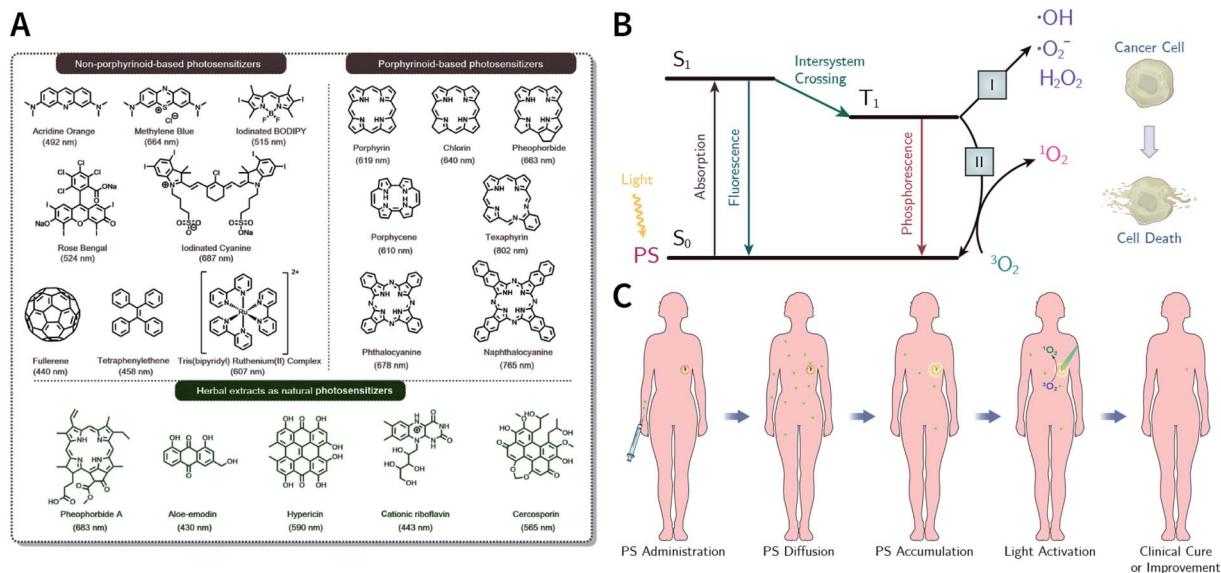 A
Non-porphyrinoid-based photosensitizers
Porphyrinoid-based photosensitizers
Acridine Orange
(492 nm)
Methylene Blue
(664 nm)
Iodinated BODIPY
(515 nm)
Porphyrin
(619 nm)
Chlorin
(640 nm)
Pheophorbide
(663 nm)
Rose Bengal
(524 nm)
Iodinated Cyanine
(687 nm)
Porphycene
(610 nm)
Texaphyrin
(802 nm)
Fullerene
(440 nm)
Tetraphenylethene
(458 nm)
Tris(bipyridyl) Ruthenium(II) Complex
(607 nm)
Phthalocyanine
(678 nm)
Naphthalocyanine
(765 nm)
Herbal extracts as natural photosensitizers
Pheophorbide A
(683 nm)
Aloe-emodin
(430 nm)
Hypericin
(590 nm)
Cationic riboflavin
(443 nm)
Cercosporin
(565 nm)
B
S₁
Intersystem
Crossing
T₁
Absorption
Fluorescence
Phosphorescence
Light
PS
S₀
I
II
·OH
·O₂⁻
H₂O₂
¹O₂
³O₂
Cancer Cell
Cell Death
C
¹O₂
³O₂
PS Administration
PS Diffusion
PS Accumulation
Light Activation
Clinical Cure
or Improvement